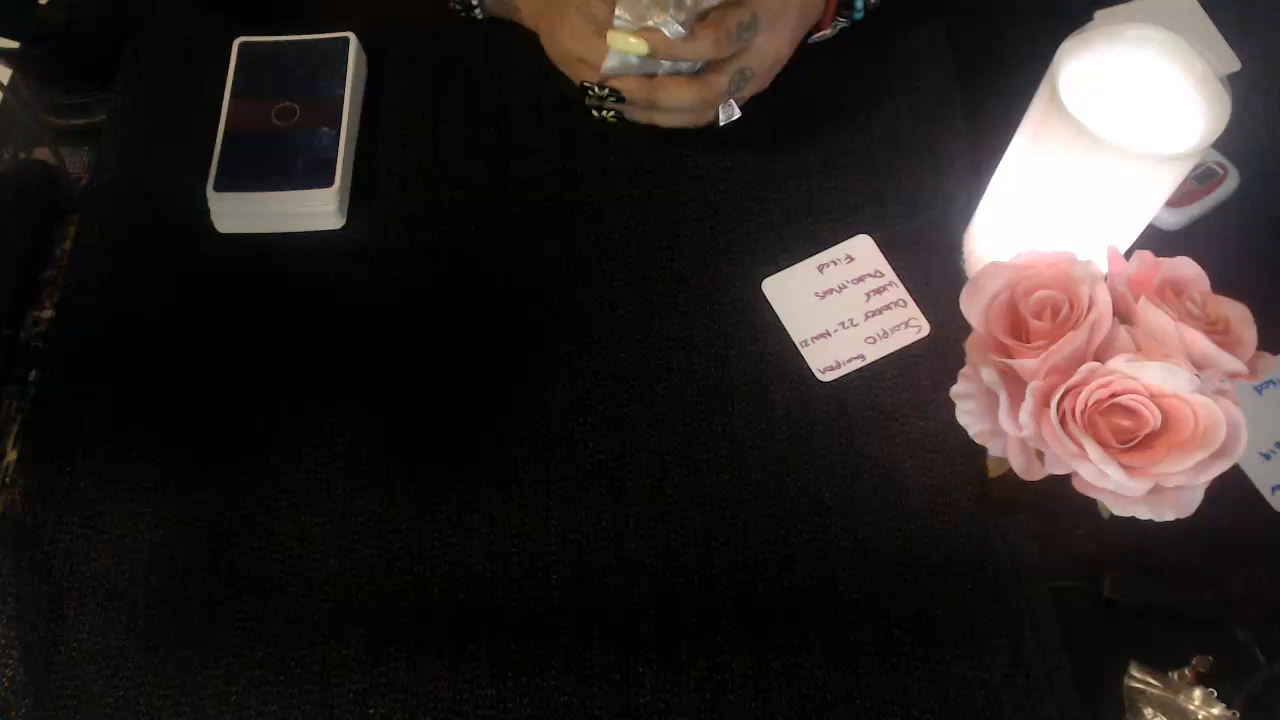 Scorpio
October 22 - Nov 21
Water
Pluto, Mars
Fixed